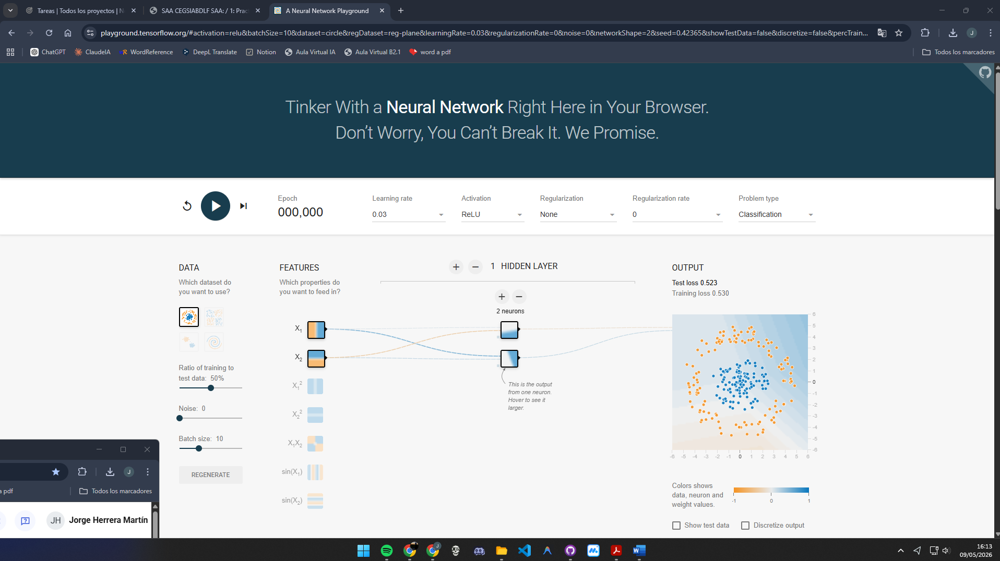 Tareas | Todos los proyectos | N
SAA CEGSIABDLF SAA: / 1: Prac
A Neural Network Playground
playground.tensorflow.org/#activation=relu&batchSize=10&dataset=circle&regDataset=reg-plane&learningRate=0.03&regularizationRate=0&noise=0&networkShape=2&seed=0.42365&showTestData=false&discretize=false&percTrain...
J
ChatGPT
ClaudeIA
WordReference
DeepL Translate
Notion
Aula Virtual IA
Aula Virtual B2.1
word a pdf
Todos los marcadores
Tinker With a Neural Network Right Here in Your Browser.
Don't Worry, You Can't Break It. We Promise.
Epoch
000,000
Learning rate
0.03
Activation
ReLU
Regularization
None
Regularization rate
0
Problem type
Classification
DATA
Which dataset do
you want to use?
Ratio of training to
test data: 50%
Noise: 0
Batch size: 10
REGENERATE
FEATURES
Which properties do
you want to feed in?
X1
X2
X1²
X2²
X1X2
sin(X1)
sin(X2)
+ − 1 HIDDEN LAYER
+ −
2 neurons
This is the output
from one neuron.
Hover to see it
larger.
OUTPUT
Test loss 0.523
Training loss 0.530
6
5
4
3
2
1
0
-1
-2
-3
-4
-5
-6
-6 -5 -4 -3 -2 -1 0 1 2 3 4 5 6
Colors shows
data, neuron and
weight values.
-1 0 1
Show test data
Discretize output
J
a pdf
Todos los marcadores
JH Jorge Herrera Martín
J
16:13
09/05/2026